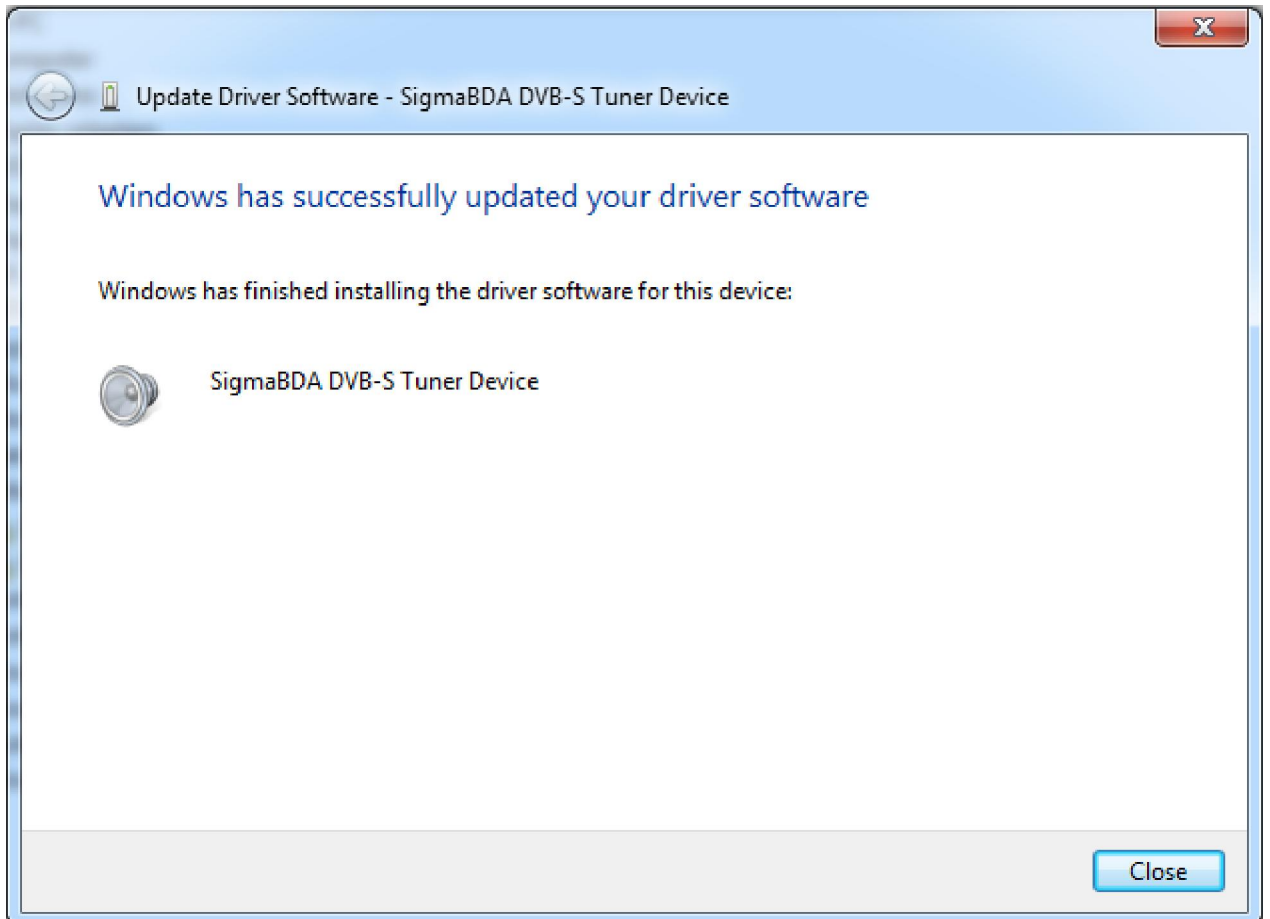 Update Driver Software - SigmaBDA DVB-S Tuner Device
Windows has successfully updated your driver software
Windows has finished installing the driver software for this device:
SigmaBDA DVB-S Tuner Device
Close